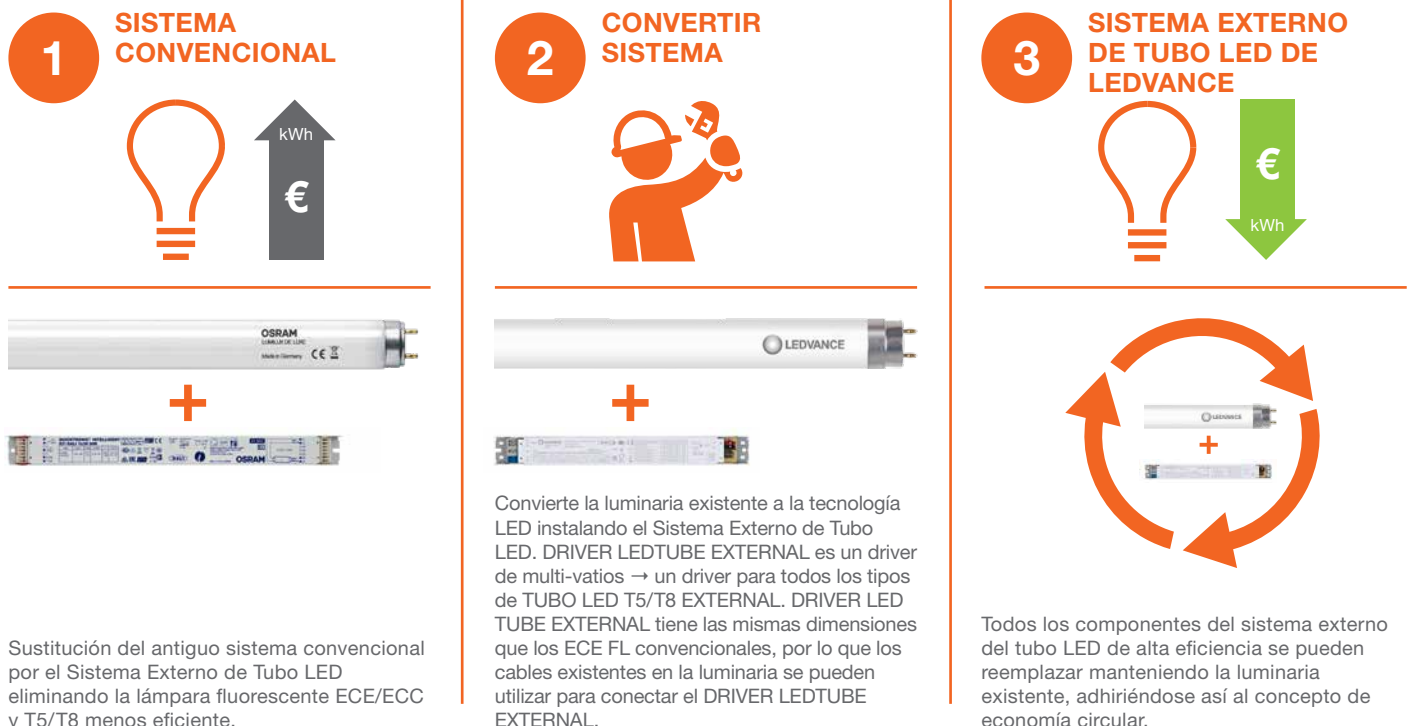 1
SISTEMA
CONVENCIONAL
kWh
€
OSRAM
LUMILUX DE LUXE
Made in Germany CE
+
OSRAM
Sustitución del antiguo sistema convencional
por el Sistema Externo de Tubo LED
eliminando la lámpara fluorescente ECE/ECC
y T5/T8 menos eficiente.
2
CONVERTIR
SISTEMA
LEDVANCE
+
Convierte la luminaria existente a la tecnología
LED instalando el Sistema Externo de Tubo
LED. DRIVER LEDTUBE EXTERNAL es un driver
de multi-vatios → un driver para todos los tipos
de TUBO LED T5/T8 EXTERNAL. DRIVER LED
TUBE EXTERNAL tiene las mismas dimensiones
que los ECE FL convencionales, por lo que los
cables existentes en la luminaria se pueden
utilizar para conectar el DRIVER LEDTUBE
EXTERNAL.
3
SISTEMA EXTERNO
DE TUBO LED DE
LEDVANCE
€
kWh
LEDVANCE
+
Todos los componentes del sistema externo
del tubo LED de alta eficiencia se pueden
reemplazar manteniendo la luminaria
existente, adhiriéndose así al concepto de
economía circular.